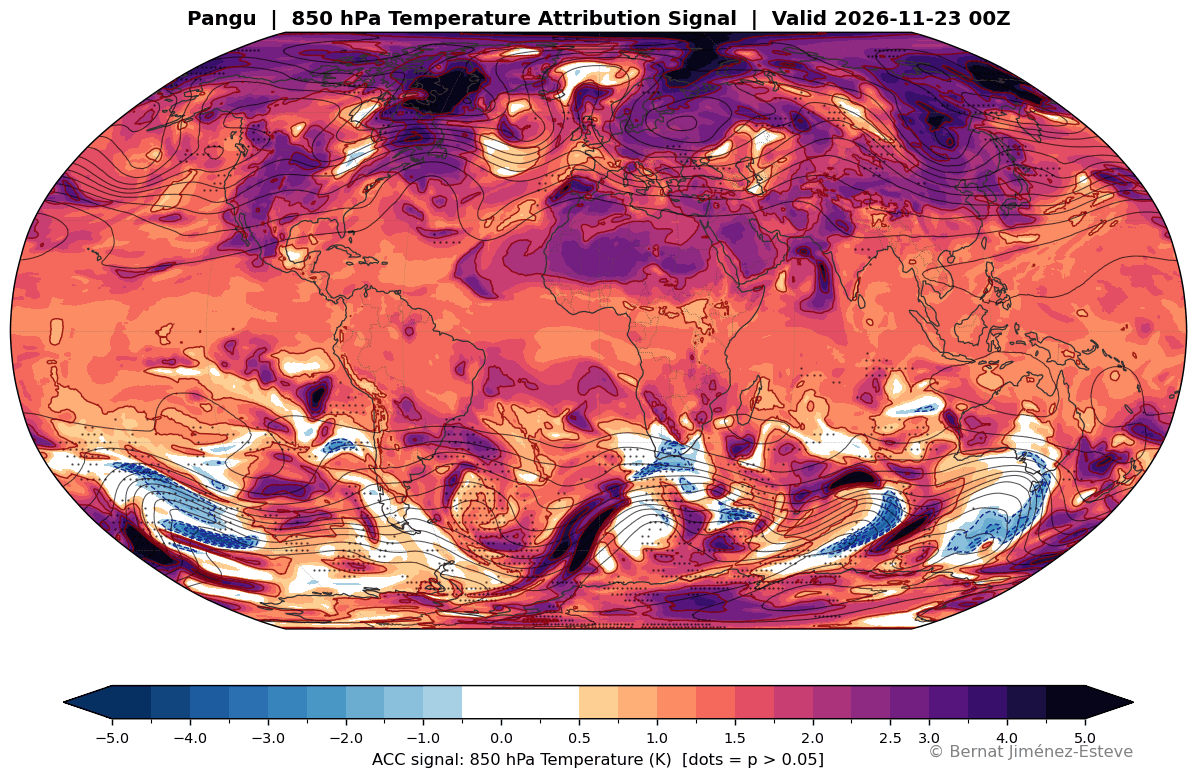 Pangu | 850 hPa Temperature Attribution Signal | Valid 2026-11-23 00Z
−5.0 −4.0 −3.0 −2.0 −1.0 0.0 0.5 1.0 1.5 2.0 2.5 3.0 4.0 5.0
ACC signal: 850 hPa Temperature (K) [dots = p > 0.05]
© Bernat Jiménez-Esteve